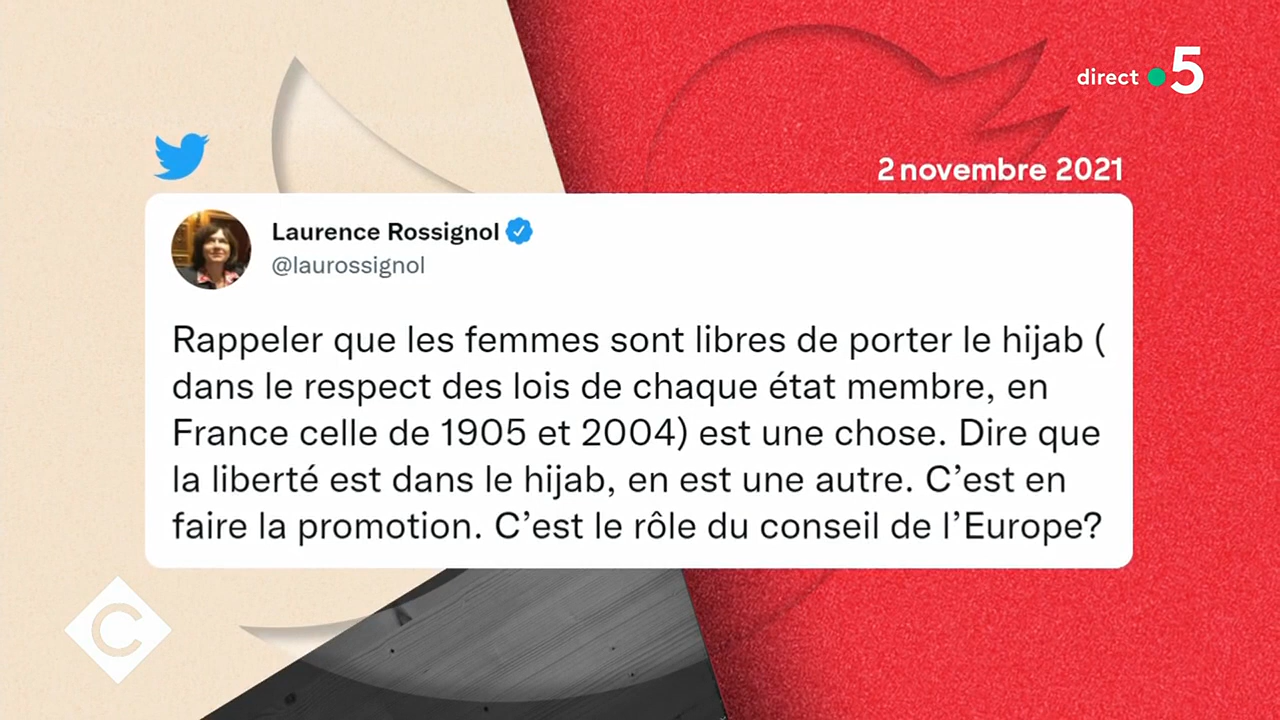 direct 5
2 novembre 2021
Laurence Rossignol
@laurossignol
Rappeler que les femmes sont libres de porter le hijab (
dans le respect des lois de chaque état membre, en
France celle de 1905 et 2004) est une chose. Dire que
la liberté est dans le hijab, en est une autre. C’est en
faire la promotion. C’est le rôle du conseil de l’Europe?
C